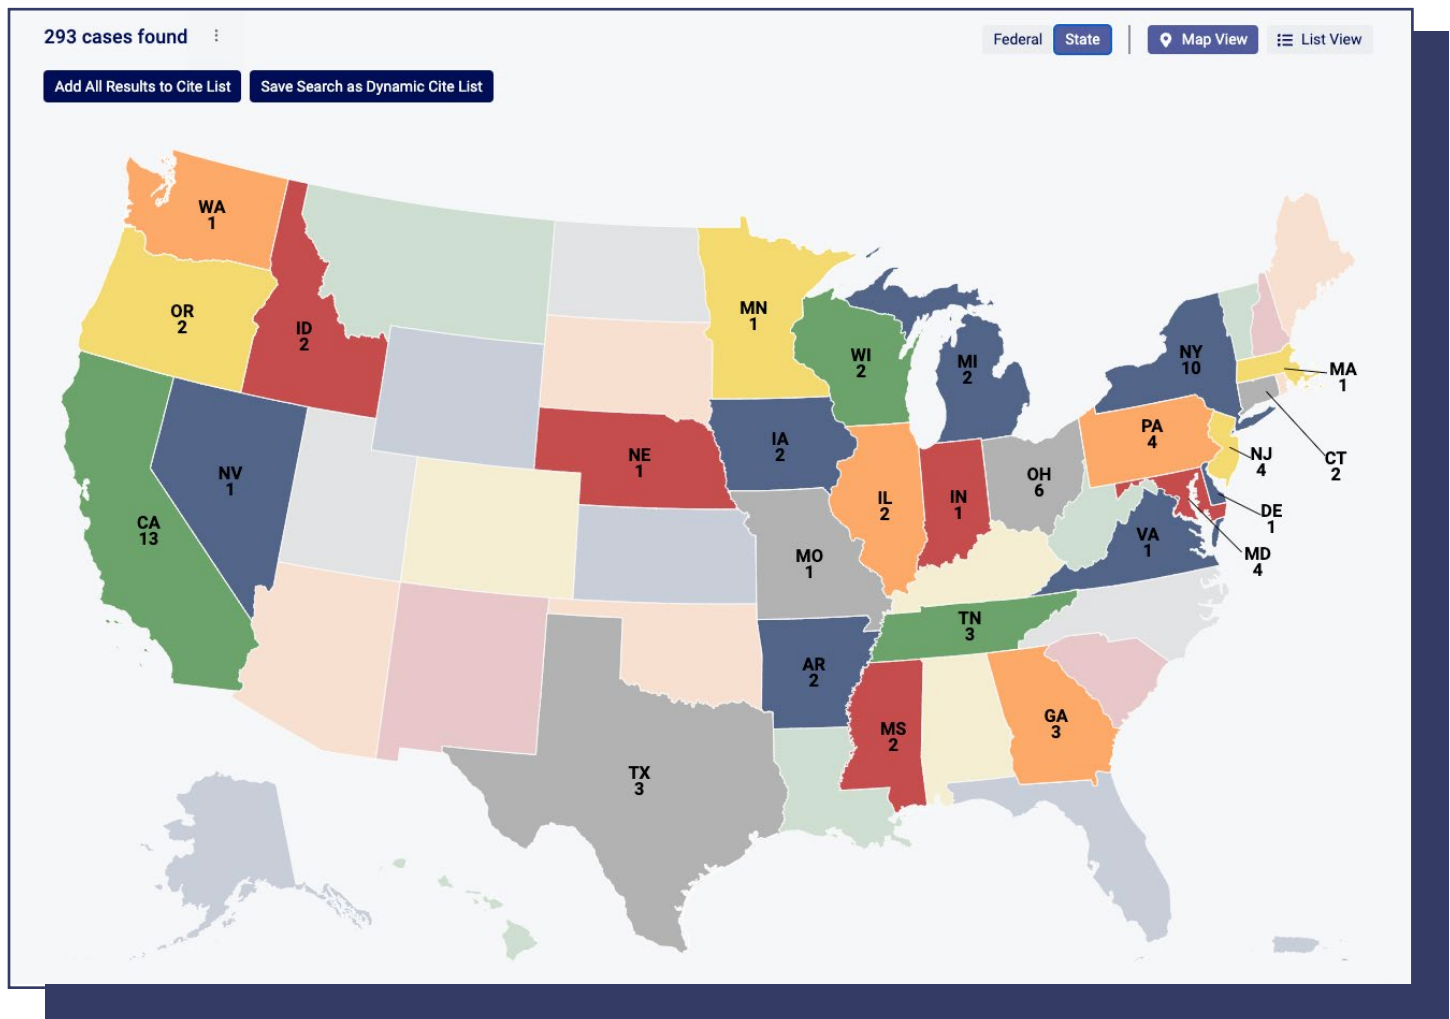 293 cases found
Federal
State
Map View
List View
Add All Results to Cite List
Save Search as Dynamic Cite List
WA
1
OR
2
ID
2
MN
1
WI
2
MI
2
NY
10
MA
1
CA
13
NV
1
NE
1
IA
2
IL
2
IN
1
OH
6
PA
4
NJ
4
CT
2
DE
1
MD
4
VA
1
MO
1
TN
3
AR
2
MS
2
GA
3
TX
3